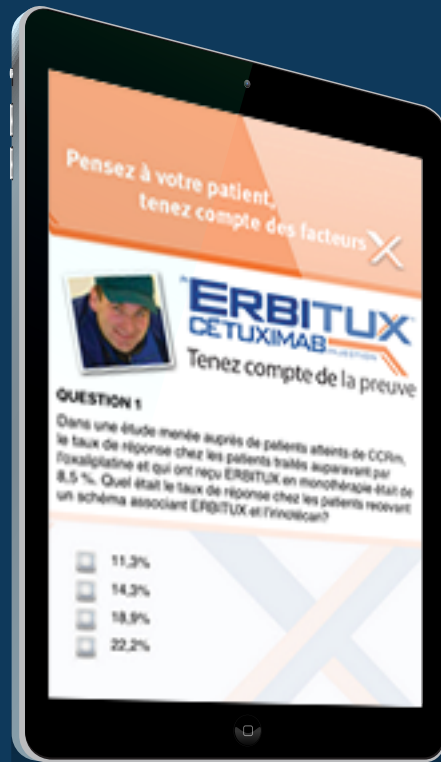 Pensez à votre patient,
tenez compte des facteurs
ERBITUX
CETUXIMAB
INJECTION
Tenez compte de la preuve
QUESTION 1
Dans une étude menée auprès de patients atteints de CCRm,
le taux de réponse chez les patients traités auparavant par
l'oxaliplatine et qui ont reçu ERBITUX en monothérapie était de
8,5 %. Quel était le taux de réponse chez les patients recevant
un schéma associant ERBITUX et l'irinotécan?
11,3%
14,3%
18,9%
22,2%